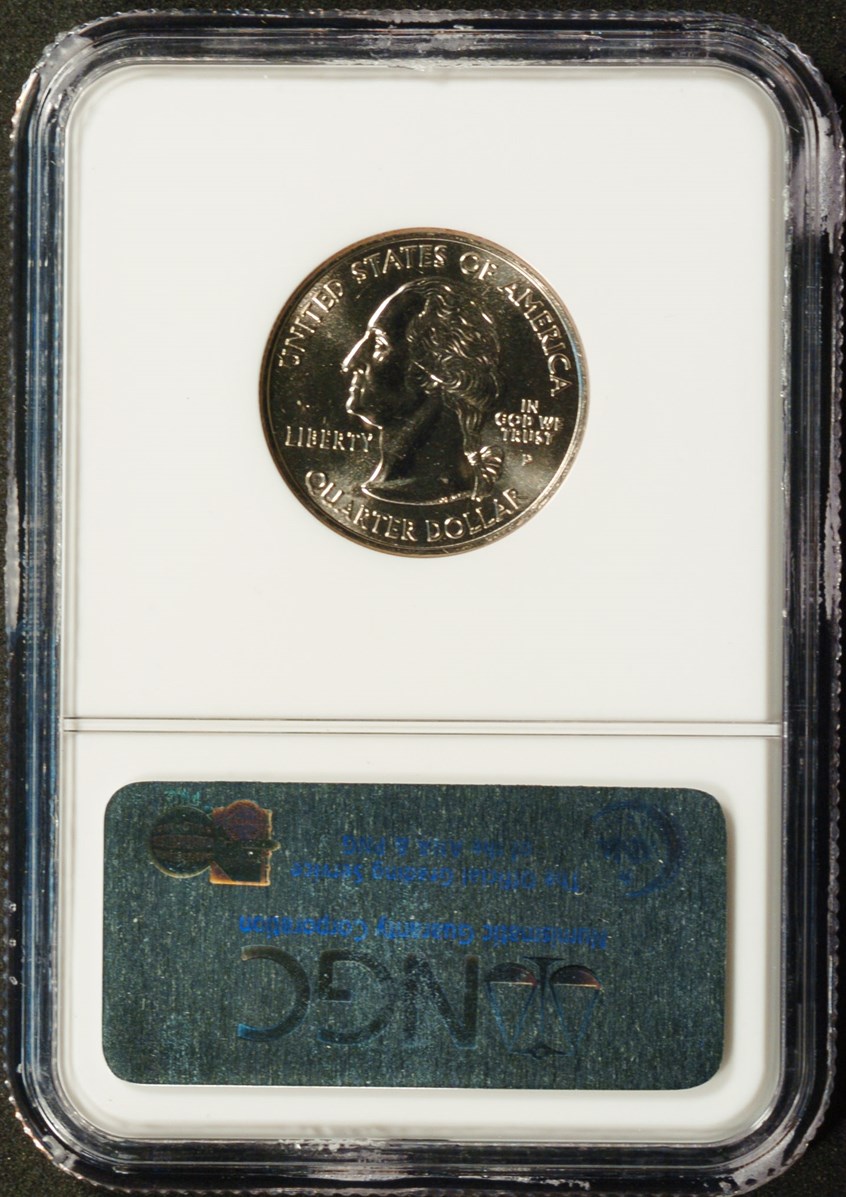 UNITED STATES OF AMERICA
LIBERTY
IN
GOD WE
TRUST
P
QUARTER DOLLAR
NGC
Numismatic Guaranty Corporation
The Official Grading Service
of the ANA & PNG